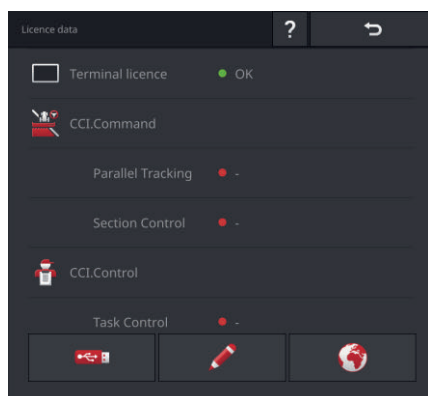 Licence data ?
Terminal licence OK
CCI.Command
Parallel Tracking -
Section Control -
CCI.Control
Task Control -